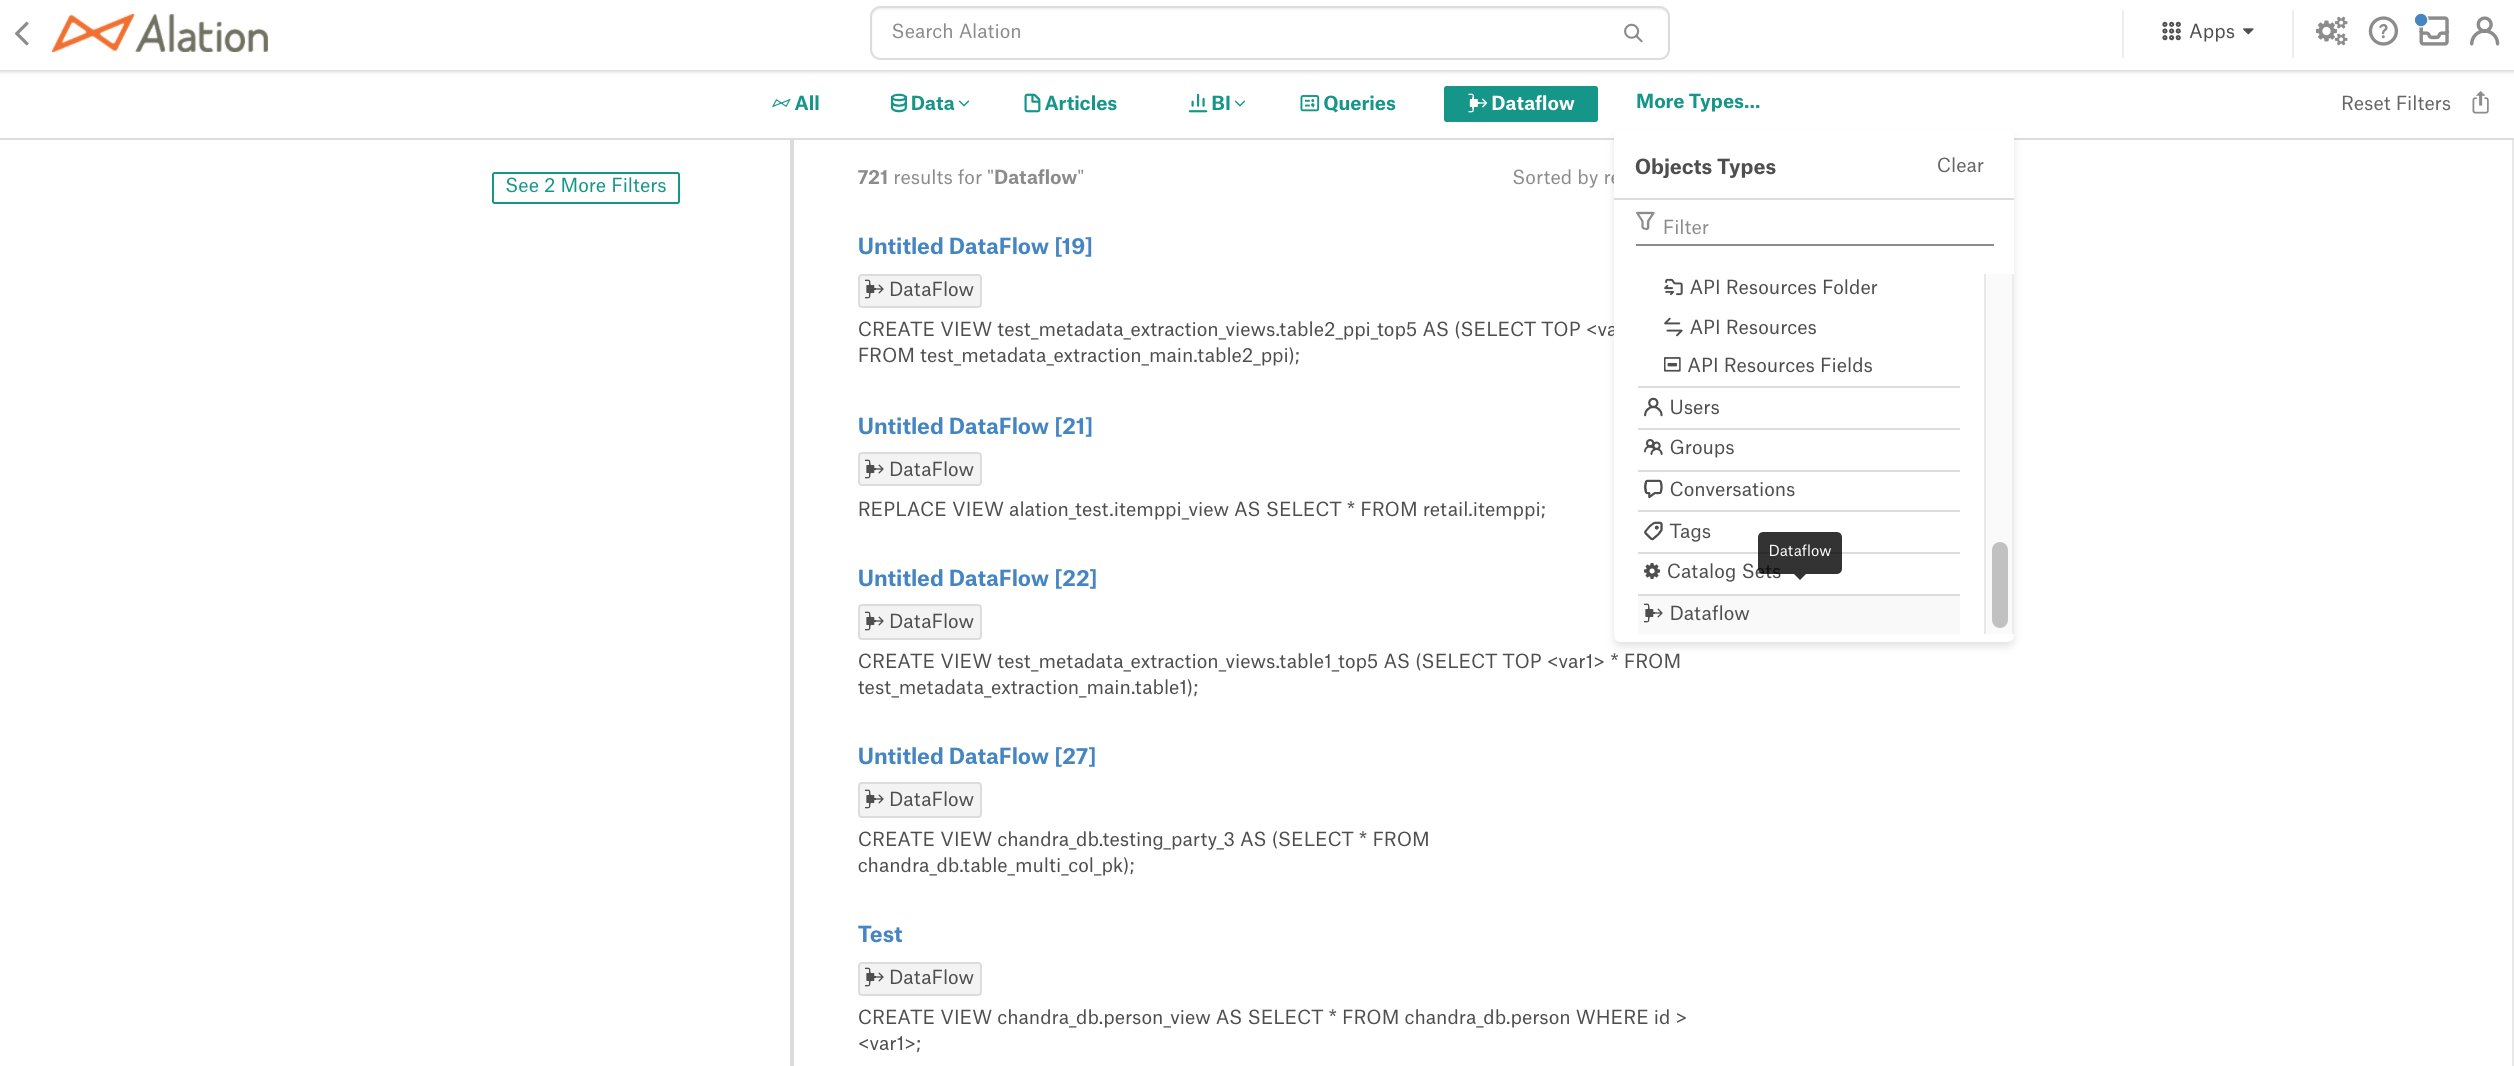 Alation
Search Alation
Apps
All
Data
Articles
BI
Queries
Dataflow
More Types...
Reset Filters
See 2 More Filters
721 results for "Dataflow"
Sorted by re
Untitled DataFlow [19]
DataFlow
CREATE VIEW test_metadata_extraction_views.table2_ppi_top5 AS (SELECT TOP <va
FROM test_metadata_extraction_main.table2_ppi);
Untitled DataFlow [21]
DataFlow
REPLACE VIEW alation_test.itemppi_view AS SELECT * FROM retail.itemppi;
Untitled DataFlow [22]
DataFlow
CREATE VIEW test_metadata_extraction_views.table1_top5 AS (SELECT TOP <var1> * FROM
test_metadata_extraction_main.table1);
Untitled DataFlow [27]
DataFlow
CREATE VIEW chandra_db.testing_party_3 AS (SELECT * FROM
chandra_db.table_multi_col_pk);
Test
DataFlow
CREATE VIEW chandra_db.person_view AS SELECT * FROM chandra_db.person WHERE id >
<var1>;
Objects Types
Clear
Filter
API Resources Folder
API Resources
API Resources Fields
Users
Groups
Conversations
Tags
Dataflow
Catalog Sets
Dataflow